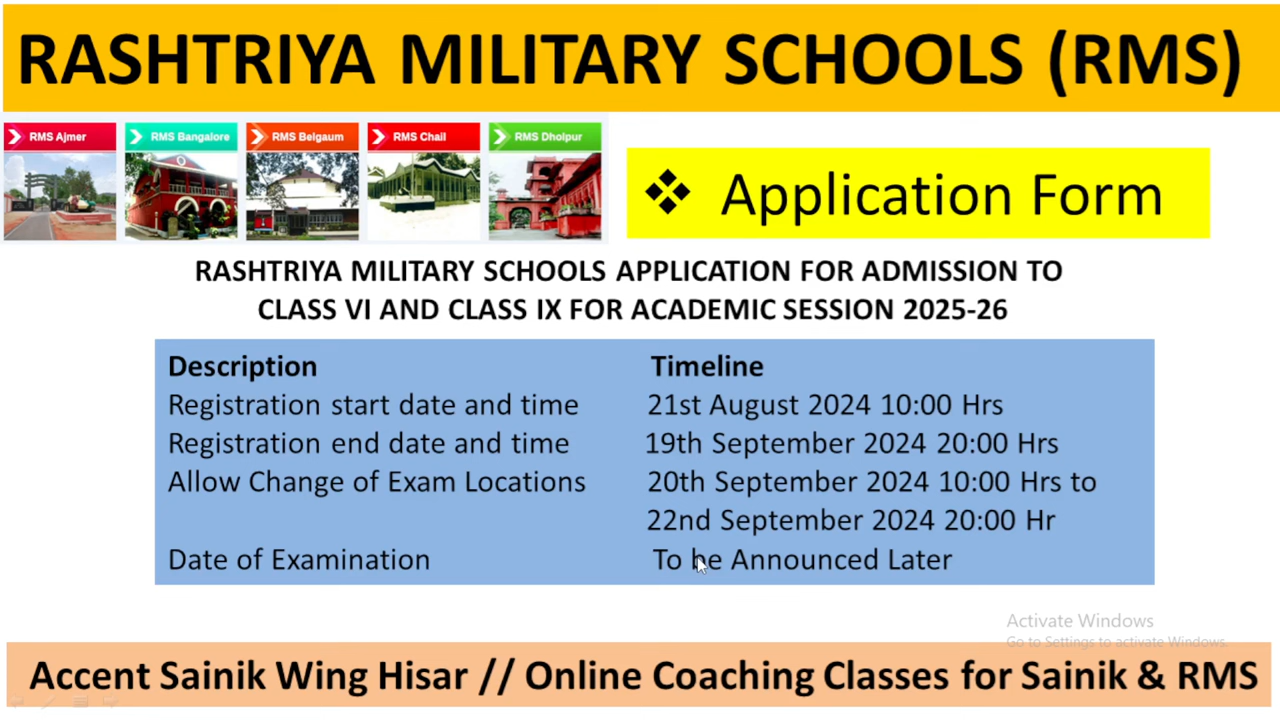 RASHTRIYA MILITARY SCHOOLS (RMS)
RMS Ajmer
RMS Bangalore
RMS Belgaum
RMS Chail
RMS Dholpur
❖ Application Form
RASHTRIYA MILITARY SCHOOLS APPLICATION FOR ADMISSION TO
CLASS VI AND CLASS IX FOR ACADEMIC SESSION 2025-26
Description Timeline
Registration start date and time 21st August 2024 10:00 Hrs
Registration end date and time 19th September 2024 20:00 Hrs
Allow Change of Exam Locations 20th September 2024 10:00 Hrs to
22nd September 2024 20:00 Hr
Date of Examination To be Announced Later
Activate Windows
Go to Settings to activate Windows.
Accent Sainik Wing Hisar // Online Coaching Classes for Sainik & RMS